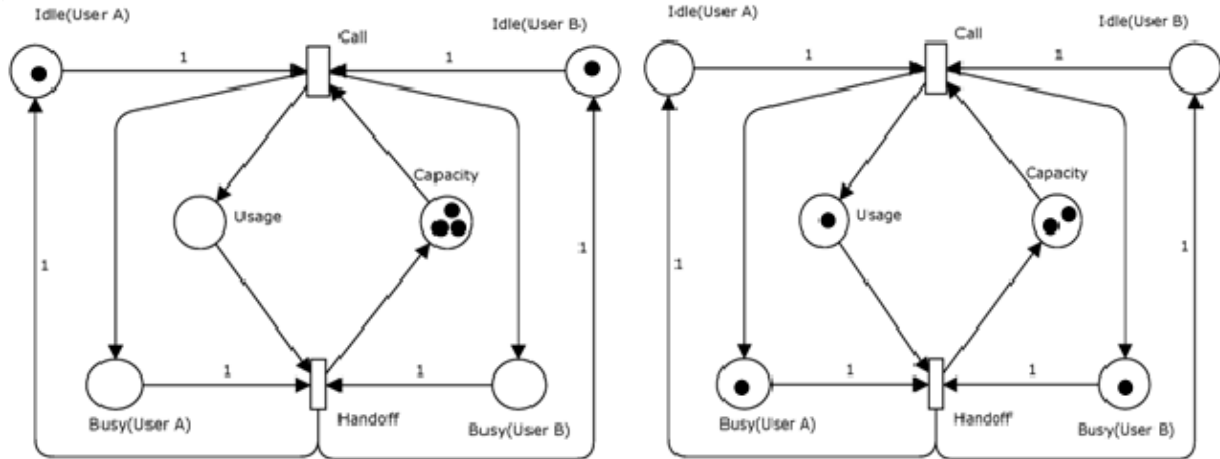 Idle(User A)
Call
Idle(User B)
1
1
Capacity
Usage
1
1
1
1
Busy(User A)
Handoff
Busy(User B)
Idle(User A)
Call
Idle(User B)
1
1
Capacity
Usage
1
1
1
1
Busy(User A)
Handoff
Busy(User B)